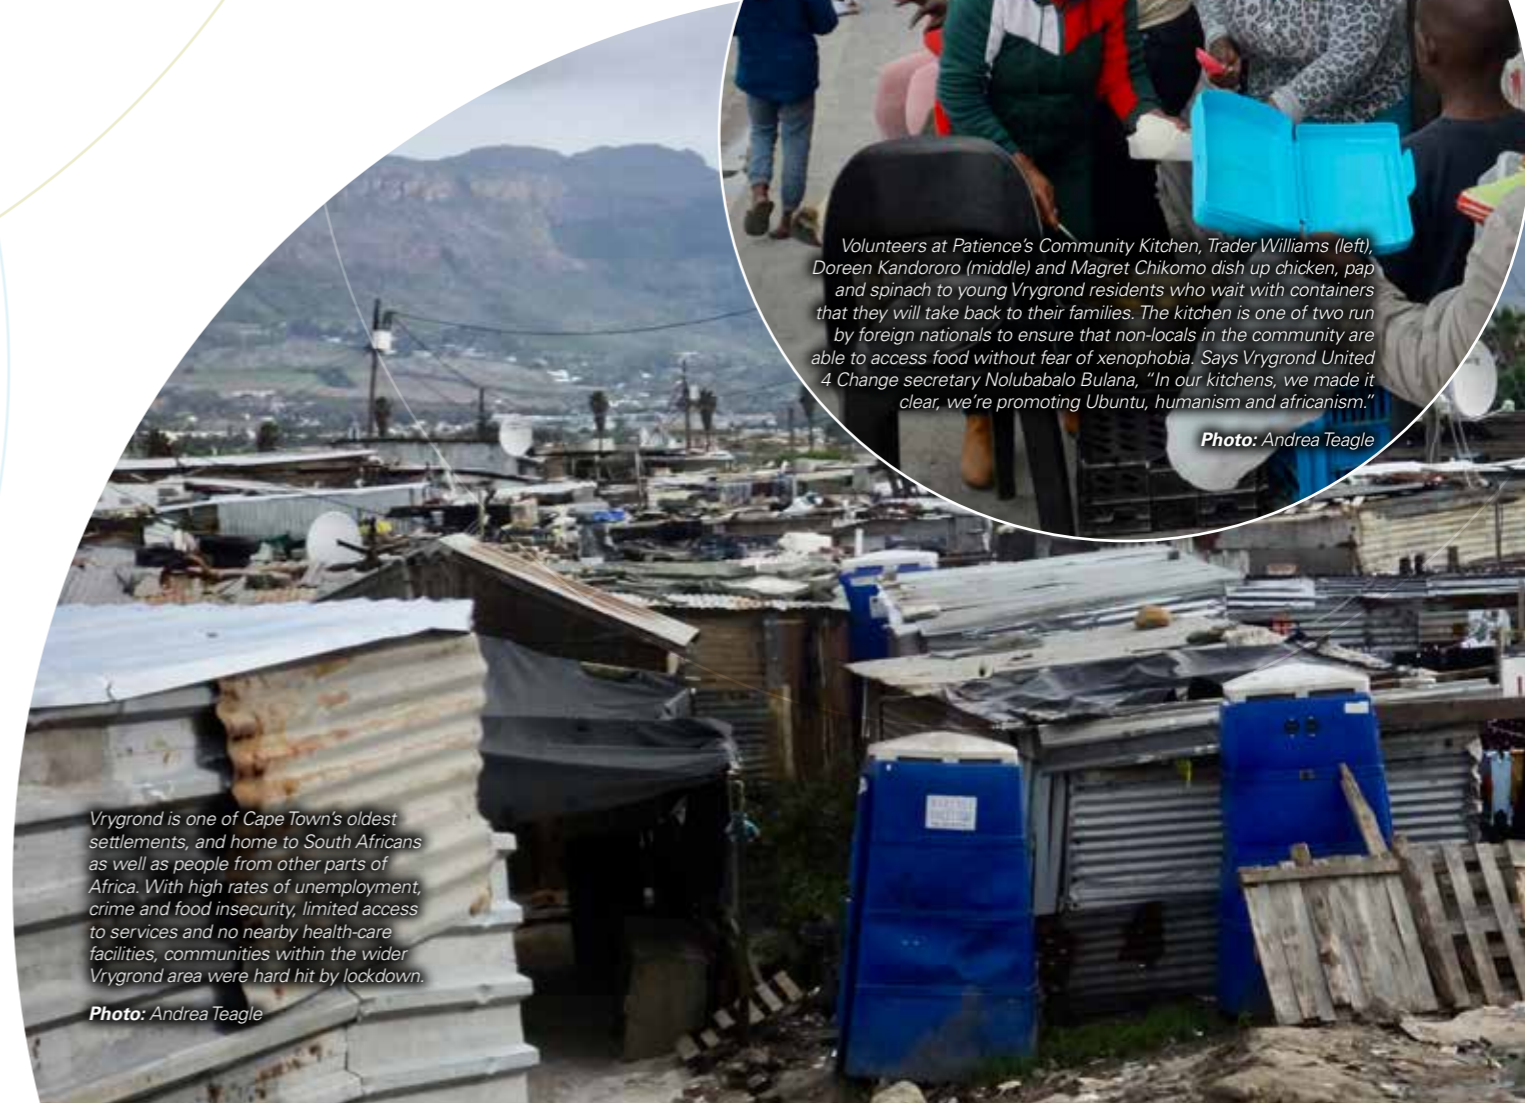 Volunteers at Patience's Community Kitchen, Trader Williams (left),
Doreen Kandororo (middle) and Magret Chikomo dish up chicken, pap
and spinach to young Vrygrond residents who wait with containers
that they will take back to their families. The kitchen is one of two run
by foreign nationals to ensure that non-locals in the community are
able to access food without fear of xenophobia. Says Vrygrond United
4 Change secretary Nolubabalo Bulana, “In our kitchens, we made it
clear, we're promoting Ubuntu, humanism and africanism.”
Photo: Andrea Teagle
Vrygrond is one of Cape Town's oldest
settlements, and home to South Africans
as well as people from other parts of
Africa. With high rates of unemployment,
crime and food insecurity, limited access
to services and no nearby health-care
facilities, communities within the wider
Vrygrond area were hard hit by lockdown.
Photo: Andrea Teagle